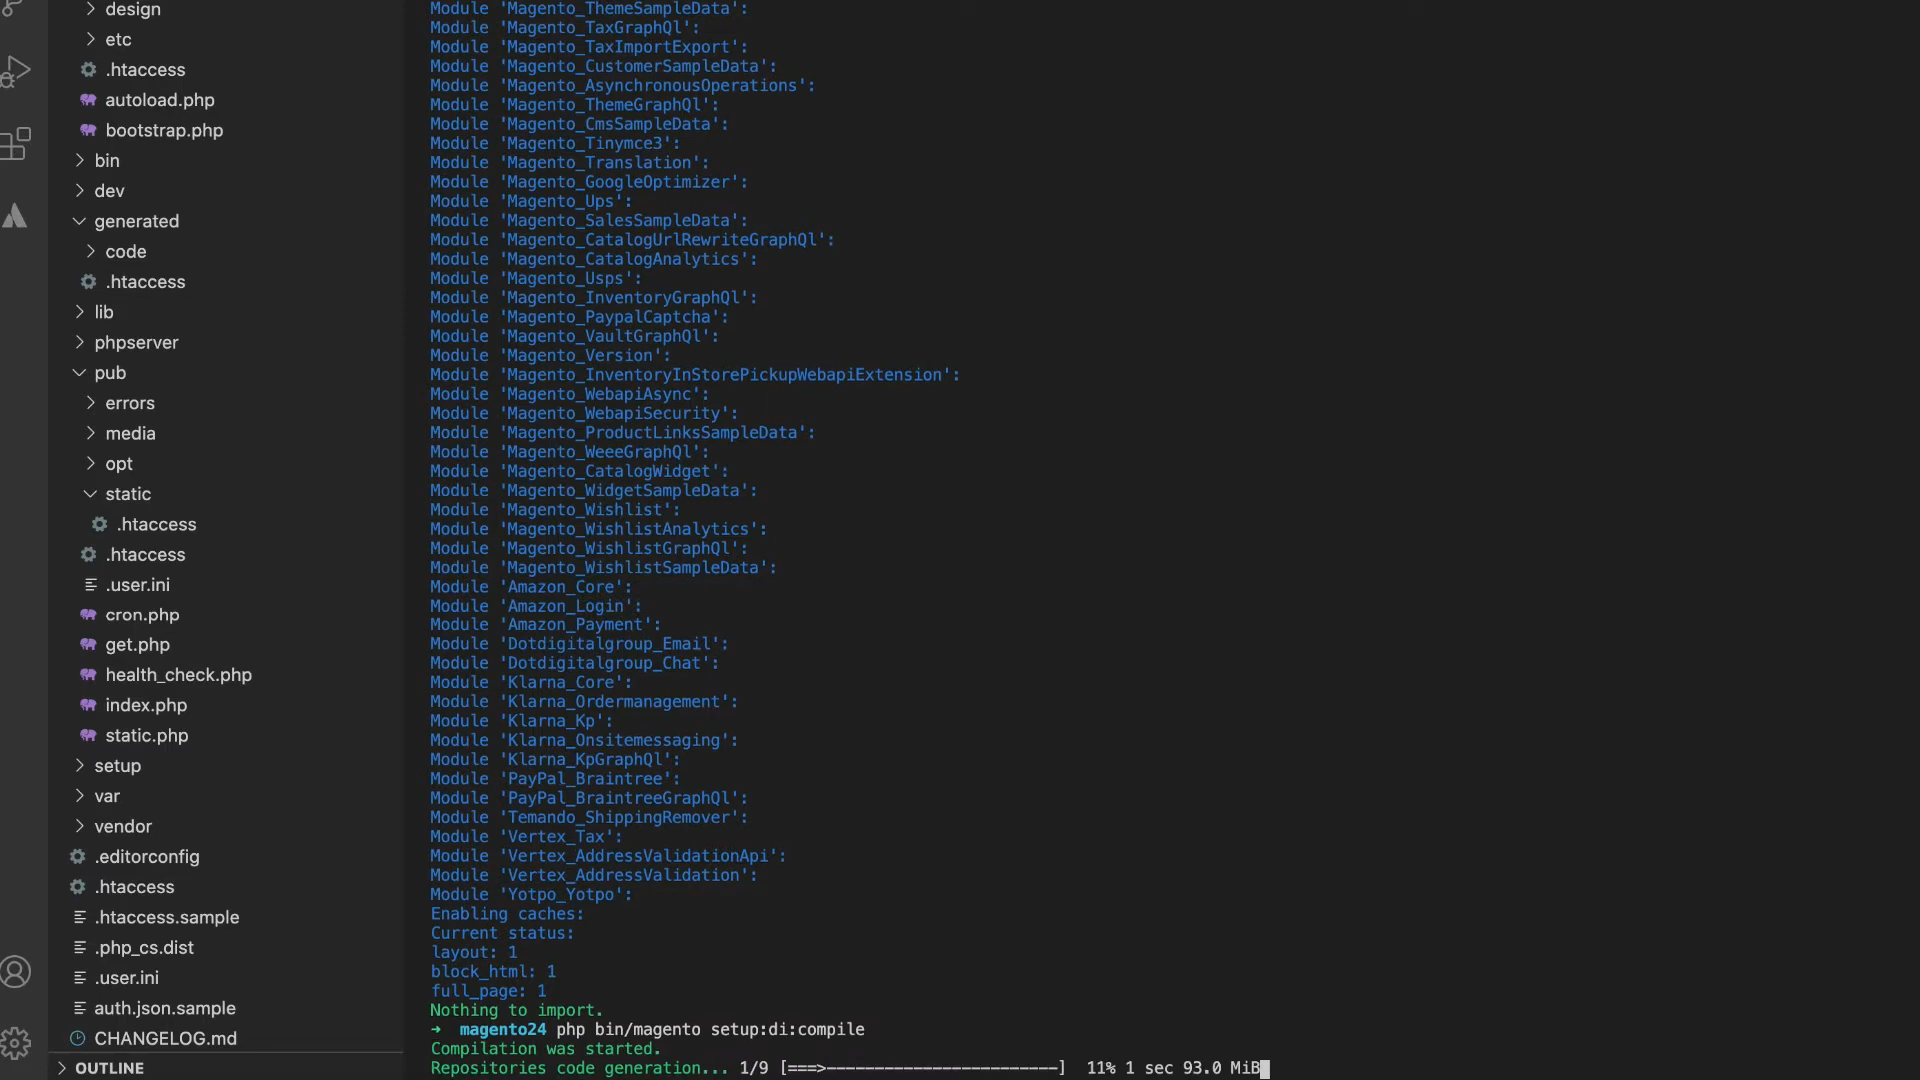 design
etc
.htaccess
autoload.php
bootstrap.php
bin
dev
generated
code
.htaccess
lib
phpserver
pub
errors
media
opt
static
.htaccess
.htaccess
.user.ini
cron.php
get.php
health_check.php
index.php
static.php
setup
var
vendor
.editorconfig
.htaccess
.htaccess.sample
.php_cs.dist
.user.ini
auth.json.sample
CHANGELOG.md
OUTLINE
Module 'Magento_ThemeSampleData':
Module 'Magento_TaxGraphQl':
Module 'Magento_TaxImportExport':
Module 'Magento_CustomerSampleData':
Module 'Magento_AsynchronousOperations':
Module 'Magento_ThemeGraphQl':
Module 'Magento_CmsSampleData':
Module 'Magento_Tinymce3':
Module 'Magento_Translation':
Module 'Magento_GoogleOptimizer':
Module 'Magento_Ups':
Module 'Magento_SalesSampleData':
Module 'Magento_CatalogUrlRewriteGraphQl':
Module 'Magento_CatalogAnalytics':
Module 'Magento_Usps':
Module 'Magento_InventoryGraphQl':
Module 'Magento_PaypalCaptcha':
Module 'Magento_VaultGraphQl':
Module 'Magento_Version':
Module 'Magento_InventoryInStorePickupWebapiExtension':
Module 'Magento_WebapiAsync':
Module 'Magento_WebapiSecurity':
Module 'Magento_ProductLinksSampleData':
Module 'Magento_WeeeGraphQl':
Module 'Magento_CatalogWidget':
Module 'Magento_WidgetSampleData':
Module 'Magento_Wishlist':
Module 'Magento_WishlistAnalytics':
Module 'Magento_WishlistGraphQl':
Module 'Magento_WishlistSampleData':
Module 'Amazon_Core':
Module 'Amazon_Login':
Module 'Amazon_Payment':
Module 'Dotdigitalgroup_Email':
Module 'Dotdigitalgroup_Chat':
Module 'Klarna_Core':
Module 'Klarna_Ordermanagement':
Module 'Klarna_Kp':
Module 'Klarna_Onsitemessaging':
Module 'Klarna_KpGraphQl':
Module 'PayPal_Braintree':
Module 'PayPal_BraintreeGraphQl':
Module 'Temando_ShippingRemover':
Module 'Vertex_Tax':
Module 'Vertex_AddressValidationApi':
Module 'Vertex_AddressValidation':
Module 'Yotpo_Yotpo':
Enabling caches:
Current status:
layout: 1
block_html: 1
full_page: 1
Nothing to import.
➜  magento24 php bin/magento setup:di:compile
Compilation was started.
Repositories code generation... 1/9 [===>------------------------]  11% 1 sec 93.0 MiB